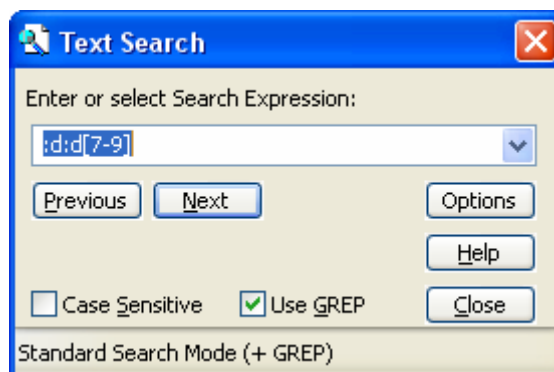 Text Search
Enter or select Search Expression:
:d:d[7-9]
Previous Next Options
Help
Case Sensitive Use GREP Close
Standard Search Mode (+ GREP)